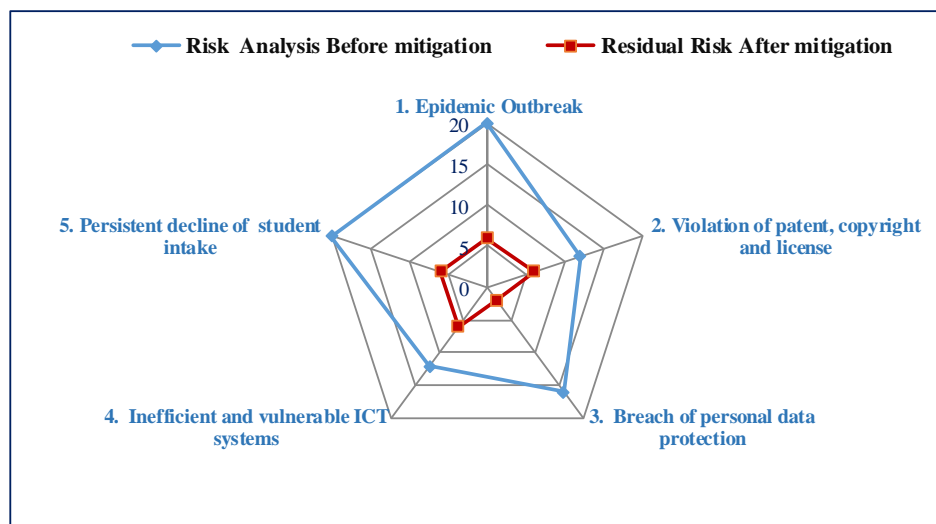 Risk Analysis Before mitigation
Residual Risk After mitigation
1. Epidemic Outbreak
20
15
10
5
0
5. Persistent decline of student
intake
2. Violation of patent, copyright
and license
4. Inefficient and vulnerable ICT
systems
3. Breach of personal data
protection